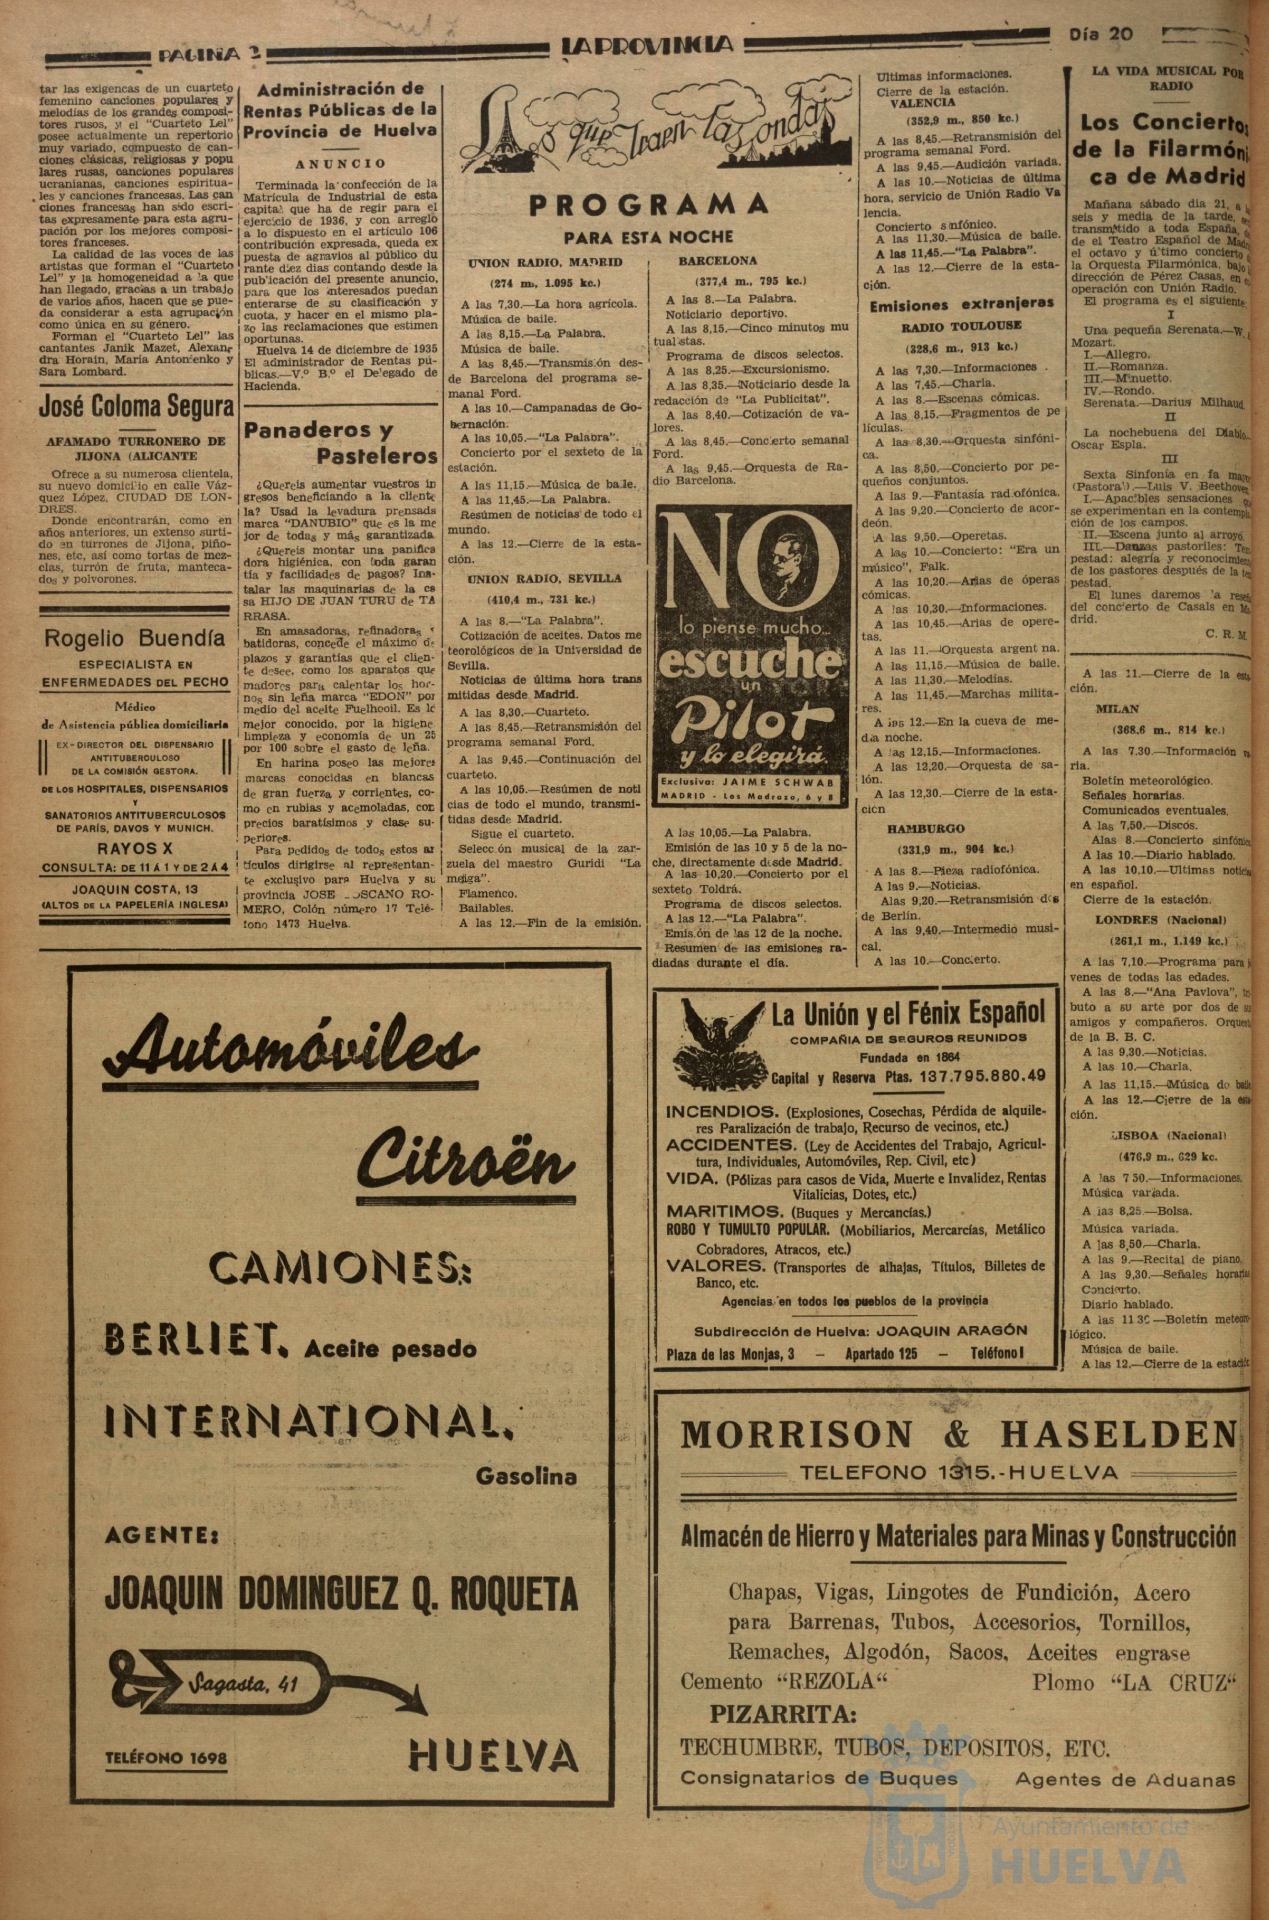 PAGINA 2
LA PROVINCIA
Día 20
tar las exigencias de un cuarteto
femenino canciones populares y
melodías de los grandes composi-
tores rusos, y el "Cuarteto Lel"
posee actualmente un repertorio
muy variado, compuesto de can-
ciones clásicas, religiosas y popu
lares rusas, canciones populares
ucranianas, canciones espiritua-
les y canciones francesas. Las can
ciones francesas han sido escri-
tas expresamente para esta agru-
pación por los mejores composi-
tores franceses.
La calidad de las voces de las
artistas que forman el "Cuarteto
Lel" y la homogeneidad a la que
han llegado, gracias a un trabajo
de varios años, hacen que se pue-
da considerar a esta agrupación
como única en su género.
Forman el "Cuarteto Lel" las
cantantes Janik Mazet, Alexan-
dra Horain, María Antonienko y
Sara Lombard.
José Coloma Segura
AFAMADO TURRONERO DE
JIJONA (ALICANTE
Ofrece a su numerosa clientela,
su nuevo domicilio en calle Váz-
quez López, CIUDAD DE LON-
DRES.
Donde encontrarán, como en
años anteriores, un extenso surti-
do en turrones de Jijona, piño-
nes, etc, así como tortas de mez-
clas, turrón de fruta, manteca-
dos y polvorones.
Rogelio Buendía
ESPECIALISTA EN
ENFERMEDADES DEL PECHO
Médico
de Asistencia pública domiciliaria
EX-DIRECTOR DEL DISPENSARIO
ANTITUBERCULOSO
DE LA COMISIÓN GESTORA.
DE LOS HOSPITALES, DISPENSARIOS
Y
SANATORIOS ANTITUBERCULOSOS
DE PARÍS, DAVOS Y MUNICH.
RAYOS X
CONSULTA: DE 11 Á 1 Y DE 2 Á 4
JOAQUIN COSTA, 13
(ALTOS DE LA PAPELERÍA INGLESA)
Administración de
Rentas Públicas de la
Provincia de Huelva
ANUNCIO
Terminada la confección de la
Matrícula de Industrial de esta
capital que ha de regir para el
ejercicio de 1936, y con arreglo
a lo dispuesto en el artículo 106
contribución expresada, queda ex
puesta de agravios al público du
rante diez días contando desde la
publicación del presente anuncio,
para que los interesados puedan
enterarse de su clasificación y
cuota, y hacer en el mismo pla-
zo las reclamaciones que estimen
oportunas.
Huelva 14 de diciembre de 1935
El administrador de Rentas pú-
blicas.—V.º B.º el Delegado de
Hacienda.
Panaderos y
Pasteleros
¿Quereis aumentar vuestros in
gresos beneficiando a la cliente
la? Usad la levadura prensada
marca "DANUBIO" que es la me
jor de todas y más garantizada.
¿Quereis montar una panifica
dora higiénica, con toda garan
tía y facilidades de pagos? Ins-
talar las maquinarias de la ca
sa HIJO DE JUAN TURU de TA
RRASA.
En amasadoras, refinadoras y
batidoras, concede el máximo de
plazos y garantías que el clien-
te desee, como los aparatos que
madores para calentar los hor-
nos sin leña marca "EDON" por
medio del aceite Fuelhooil. Es le
mejor conocido, por la higiene
limpieza y economía de un 25
por 100 sobre el gasto de leña.
En harina poseo las mejores
marcas conocidas en blancas
de gran fuerza y corrientes, co-
mo en rubias y acemoladas, con
precios baratísimos y clase su-
periores.
Para pedidos de todos estos ar
tículos dirigirse al representan-
te exclusivo para Huelva y su
provincia JOSE LOSCANO RO-
MERO, Colón número 17 Telé-
fono 1473 Huelva.
Lo que traen las ondas
PROGRAMA
PARA ESTA NOCHE
UNION RADIO, MADRID
(274 m., 1.095 kc.)
A las 7,30.—La hora agrícola.
Música de baile.
A las 8,15.—La Palabra.
Música de baile.
A las 8,45.—Transmisión des-
de Barcelona del programa se-
manal Ford.
A las 10.—Campanadas de Go-
bernación.
A las 10,05.—"La Palabra".
Concierto por el sexteto de la
estación.
A las 11,15.—Música de baile.
A las 11,45.—La Palabra.
Resúmen de noticias de todo el
mundo.
A las 12.—Cierre de la esta-
ción.
UNION RADIO, SEVILLA
(410,4 m., 731 kc.)
A las 8.—"La Palabra".
Cotización de aceites. Datos me
teorológicos de la Universidad de
Sevilla.
Noticias de última hora trans
mitidas desde Madrid.
A las 8,30.—Cuarteto.
A las 8,45.—Retransmisión del
programa semanal Ford.
A las 9.45.—Continuación del
cuarteto.
A las 10,05.—Resúmen de noti
cias de todo el mundo, transmi-
tidas desde Madrid.
Sigue el cuarteto.
Selección musical de la zar-
zuela del maestro Guridi "La
meiga".
Flamenco.
Bailables.
A las 12.—Fin de la emisión.
BARCELONA
(377,4 m., 795 kc.)
A las 8.—La Palabra.
Noticiario deportivo.
A las 8,15.—Cinco minutos mu
tualistas.
Programa de discos selectos.
A las 8.25.—Excursionismo.
A las 8.35.—Noticiario desde la
redacción de "La Publicitat".
A las 8,40.—Cotización de va-
lores.
A las 8,45.—Concierto semanal
Ford.
A las 9,45.—Orquesta de Ra-
dio Barcelona.
NO
lo piense mucho...
escuche
un
Pilot
y lo elegirá.
Exclusiva: JAIME SCHWAB
MADRID - Los Madrazo, 6 y 8
A las 10,05.—La Palabra.
Emisión de las 10 y 5 de la no-
che, directamente desde Madrid.
A las 10,20.—Concierto por el
sexteto Toldrá.
Programa de discos selectos.
A las 12.—"La Palabra".
Emisión de las 12 de la noche.
Resumen de las emisiones ra-
diadas durante el día.
Ultimas informaciones.
Cierre de la estación.
VALENCIA
(352,9 m., 850 kc.)
A las 8,45.—Retransmisión del
programa semanal Ford.
A las 9,45.—Audición variada.
A las 10.—Noticias de última
hora, servicio de Unión Radio Va
lencia.
Concierto sinfónico.
A las 11,30.—Música de baile.
A las 11,45.—"La Palabra".
A las 12.—Cierre de la esta-
ción.
Emisiones extranjeras
RADIO TOULOUSE
(328,6 m., 913 kc.)
A las 7,30.—Informaciones.
A las 7,45.—Charla.
A las 8.—Escenas cómicas.
A las 8,15.—Fragmentos de pe
lículas.
A las 8,30.—Orquesta sinfóni-
ca.
A las 8,50.—Concierto por pe-
queños conjuntos.
A las 9.—Fantasía radiofónica.
A las 9,20.—Concierto de acor-
deón.
A las 9,50.—Operetas.
A las 10.—Concierto: "Era un
músico", Falk.
A las 10,20.—Arias de óperas
cómicas.
A las 10,30.—Informaciones.
A las 10,45.—Arias de opere-
tas.
A las 11.—Orquesta argentina.
A las 11,15.—Música de baile.
A las 11,30.—Melodías.
A las 11,45.—Marchas milita-
res.
A las 12.—En la cueva de me-
dia noche.
A las 12,15.—Informaciones.
A las 12,20.—Orquesta de sa-
lón.
A las 12,30.—Cierre de la esta-
ción
HAMBURGO
(331,9 m., 904 kc.)
A las 8.—Pieza radiofónica.
A las 9.—Noticias.
Alas 9,20.—Retransmisión des
de Berlin.
A las 9,40.—Intermedio musi-
cal.
A las 10.—Concierto.
LA VIDA MUSICAL POR
RADIO
Los Conciertos
de la Filarmóni-
ca de Madrid
Mañana sábado día 21, a las
seis y media de la tarde, será
transmitido a toda España, des-
de el Teatro Español de Madrid
el octavo y último concierto de
la Orquesta Filarmónica, bajo la
dirección de Pérez Casas, en co
operación con Unión Radio.
El programa es el siguiente:
I
Una pequeña Serenata.—W. A.
Mozart.
I.—Allegro.
II.—Romanza.
III.—Minuetto.
IV.—Rondo.
Serenata.—Darius Milhaud.
II
La nochebuena del Diablo.—
Oscar Espla.
III
Sexta Sinfonía en fa mayor
(Pastoral).—Luis V. Beethoven.
I.—Apacibles sensaciones que
se experimentan en la contempla-
ción de los campos.
II.—Escena junto al arroyo.
III.—Danzas pastoriles: Tem-
pestad: alegría y reconocimiento
de los pastores después de la tem
pestad.
El lunes daremos la reseña
del concierto de Casals en Ma-
drid.
C. R. M.
A las 11.—Cierre de la esta-
ción.
MILAN
(368,6 m., 814 kc.)
A las 7,30.—Información va-
ria.
Boletín meteorológico.
Señales horarias.
Comunicados eventuales.
A las 7,50.—Discos.
Alas 8.—Concierto sinfónico.
A las 10.—Diario hablado.
A las 10,10.—Ultimas noticias
en español.
Cierre de la estación.
LONDRES (Nacional)
(261,1 m., 1.149 kc.)
A las 7,10.—Programa para jó
venes de todas las edades.
A las 8.—"Ana Pavlova", tri-
buto a su arte por dos de sus
amigos y compañeros. Orquesta
de la B. B. C.
A las 9,30.—Noticias.
A las 10.—Charla.
A las 11,15.—Música de baile
A las 12.—Cierre de la esta-
ción.
LISBOA (Nacional)
(476,9 m., 629 kc.
A las 7 30.—Informaciones.
Música variada.
A las 8,25.—Bolsa.
Música variada.
A las 8,50.—Charla.
A las 9.—Recital de piano.
A las 9,30.—Señales horarias
Concierto.
Diario hablado.
A las 11 30—Boletín meteoro-
lógico.
Música de baile.
A las 12.—Cierre de la estación
Automóviles
Citroën
CAMIONES:
BERLIET. Aceite pesado
INTERNATIONAL.
Gasolina
AGENTE:
JOAQUIN DOMINGUEZ Q. ROQUETA
Sagasta, 41
TELÉFONO 1698
HUELVA
La Unión y el Fénix Español
COMPAÑIA DE SEGUROS REUNIDOS
Fundada en 1864
Capital y Reserva Ptas. 137.795.880.49
INCENDIOS. (Explosiones, Cosechas, Pérdida de alquile-
res Paralización de trabajo, Recurso de vecinos, etc.)
ACCIDENTES. (Ley de Accidentes del Trabajo, Agricul-
tura, Individuales, Automóviles, Rep. Civil, etc)
VIDA. (Pólizas para casos de Vida, Muerte e Invalidez, Rentas
Vitalicias, Dotes, etc.)
MARITIMOS. (Buques y Mercancías.)
ROBO Y TUMULTO POPULAR. (Mobiliarios, Mercarcías, Metálico
Cobradores, Atracos, etc.)
VALORES. (Transportes de alhajas, Títulos, Billetes de
Banco, etc.
Agencias en todos los pueblos de la provincia
Subdirección de Huelva: JOAQUIN ARAGÓN
Plaza de las Monjas, 3 — Apartado 125 — Teléfono I
MORRISON & HASELDEN
TELEFONO 1315.-HUELVA
Almacén de Hierro y Materiales para Minas y Construcción
Chapas, Vigas, Lingotes de Fundición, Acero
para Barrenas, Tubos, Accesorios, Tornillos,
Remaches, Algodón, Sacos, Aceites engrase
Cemento "REZOLA" Plomo "LA CRUZ"
PIZARRITA:
TECHUMBRE, TUBOS, DEPOSITOS, ETC.
Consignatarios de Buques Agentes de Aduanas
Ayuntamiento de
HUELVA